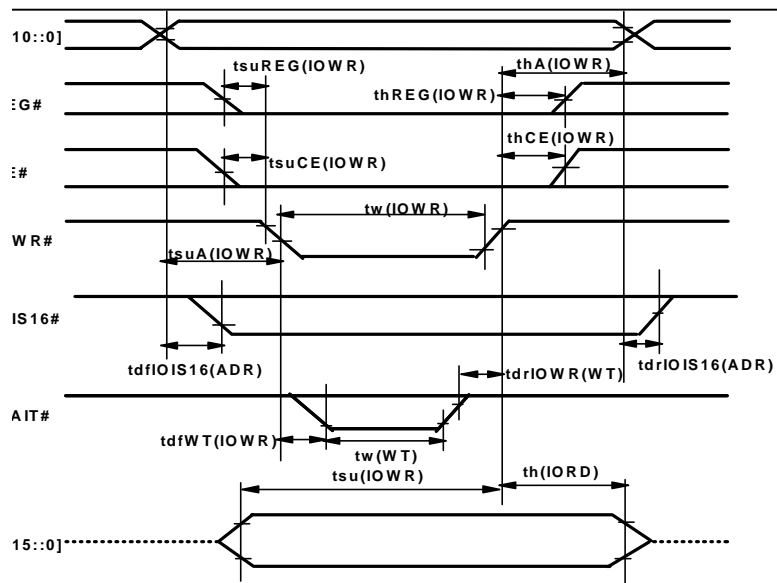 10::0]
tsuREG(IOWR)
thA(IOWR)
EG#
thREG(IOWR)
thCE(IOWR)
E#
tsuCE(IOWR)
tw(IOWR)
WR#
tsuA(IOWR)
IS16#
tdfIOIS16(ADR)
tdrIOWR(WT)
tdrIOIS16(ADR)
AIT#
tdfWT(IOWR)
tw(WT)
tsu(IOWR)
th(IORD)
15::0]